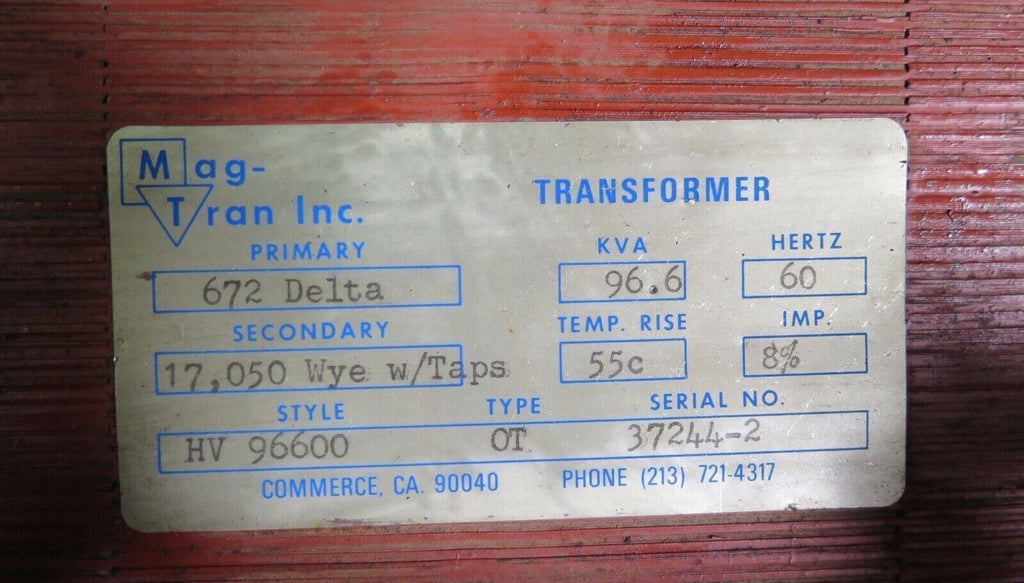 Mag-
Tran Inc.
TRANSFORMER
PRIMARY KVA HERTZ
672 Delta 96.6 60
SECONDARY TEMP. RISE IMP.
17,050 Wye w/Taps 55c 8%
STYLE TYPE SERIAL NO.
HV 96600 OT 37244-2
COMMERCE, CA. 90040 PHONE (213) 721-4317